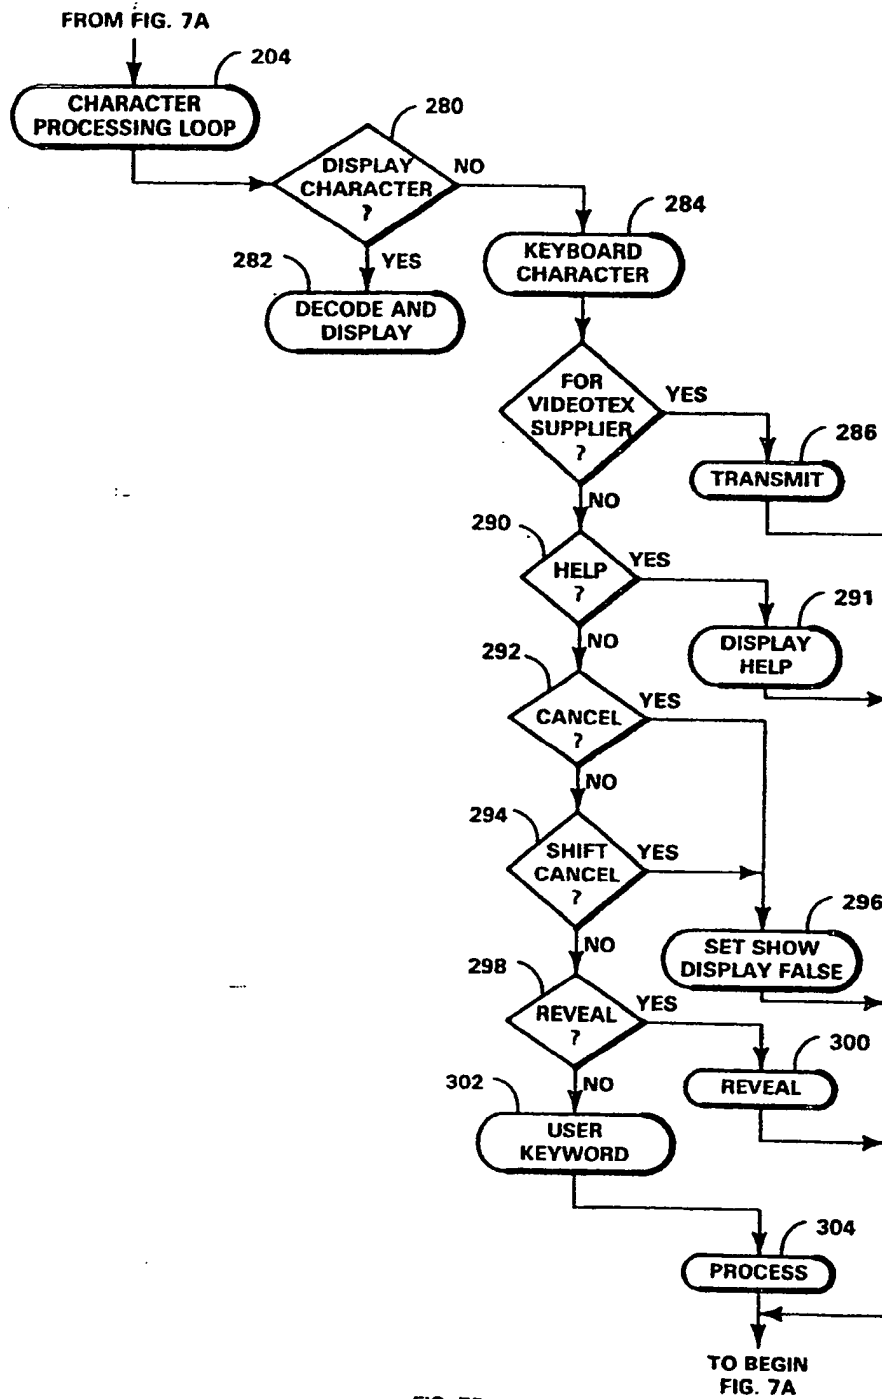 FROM FIG. 7A
204
CHARACTER
PROCESSING LOOP
280
DISPLAY
CHARACTER
?
NO
YES
282
DECODE AND
DISPLAY
284
KEYBOARD
CHARACTER
FOR
VIDEOTEX
SUPPLIER
?
YES
286
TRANSMIT
NO
290
HELP
?
YES
291
DISPLAY
HELP
NO
292
CANCEL
?
YES
NO
294
SHIFT
CANCEL
?
YES
296
SET SHOW
DISPLAY FALSE
NO
298
REVEAL
?
YES
300
REVEAL
NO
302
USER
KEYWORD
304
PROCESS
TO BEGIN
FIG. 7A